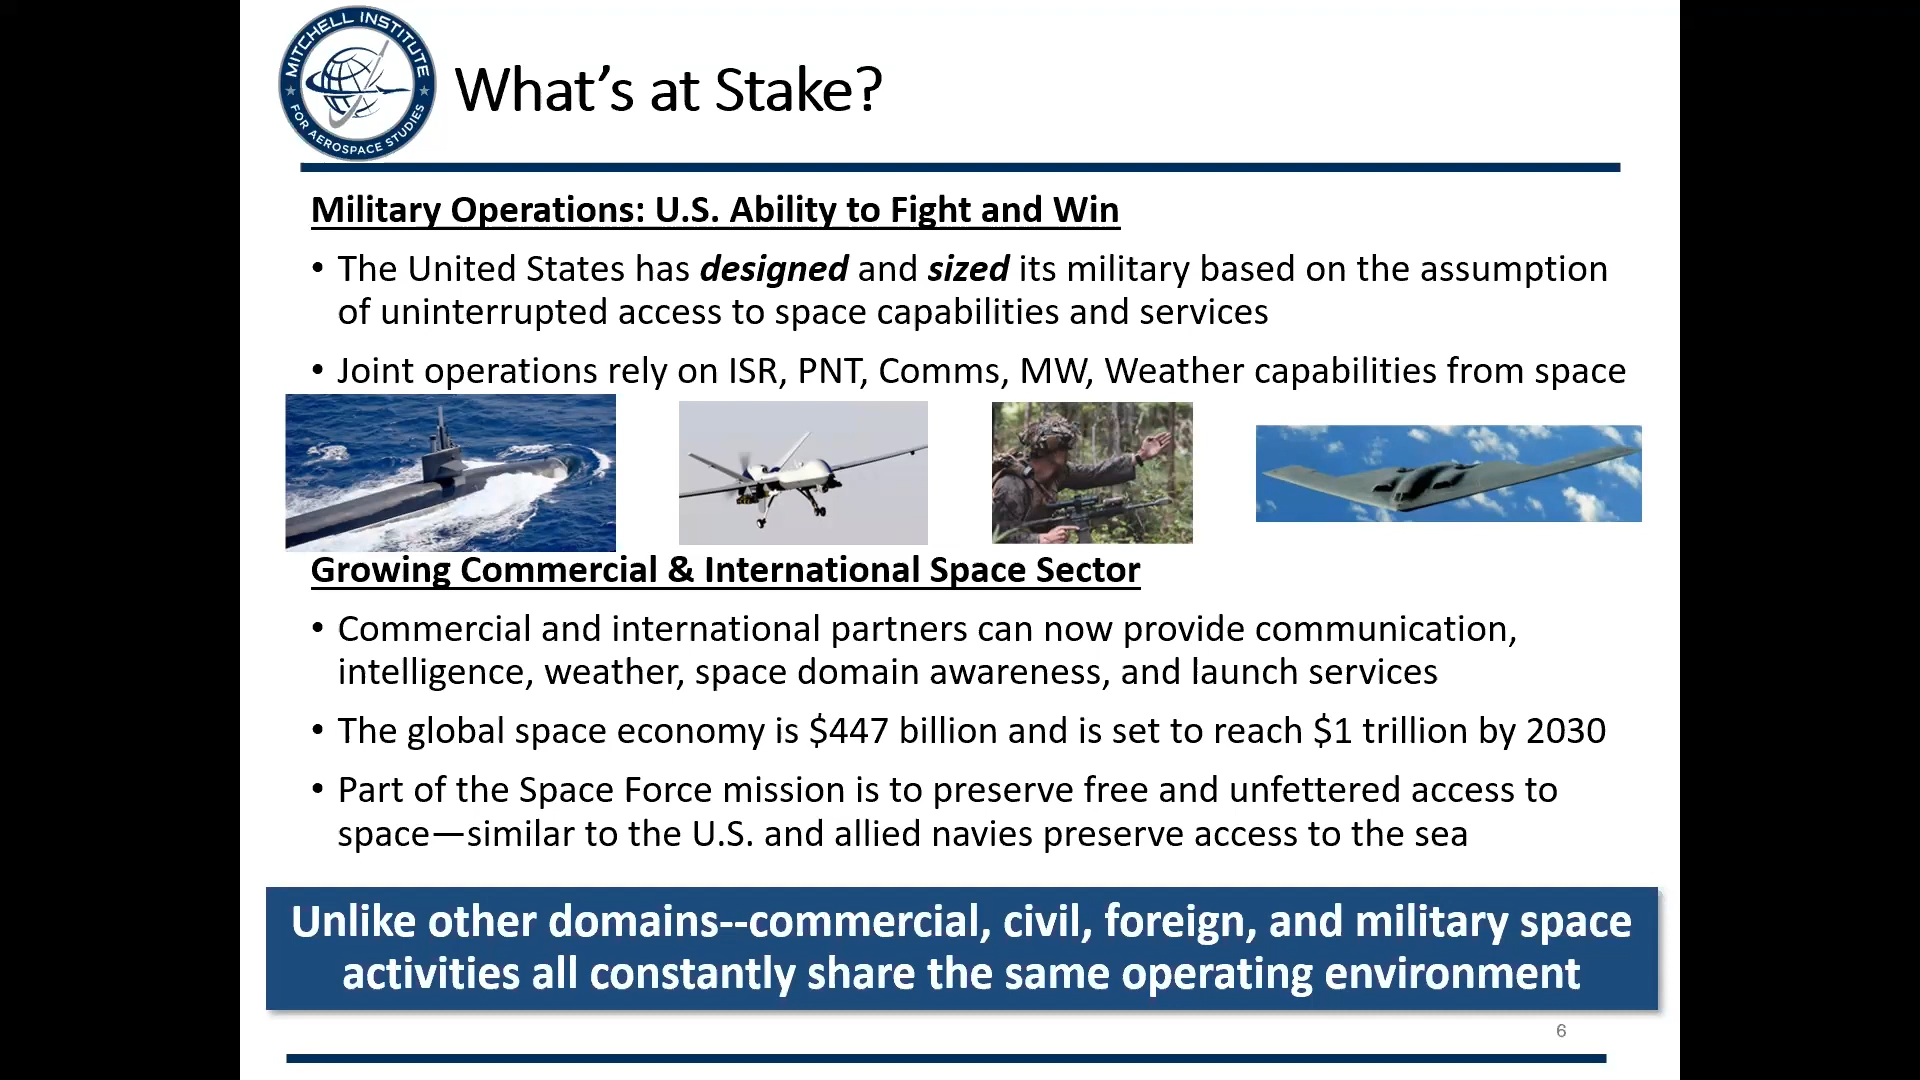 MITCHELL INSTITUTE
FOR AEROSPACE STUDIES
What's at Stake?
Military Operations: U.S. Ability to Fight and Win
• The United States has designed and sized its military based on the assumption
of uninterrupted access to space capabilities and services
• Joint operations rely on ISR, PNT, Comms, MW, Weather capabilities from space
Growing Commercial & International Space Sector
• Commercial and international partners can now provide communication,
intelligence, weather, space domain awareness, and launch services
• The global space economy is $447 billion and is set to reach $1 trillion by 2030
• Part of the Space Force mission is to preserve free and unfettered access to
space—similar to the U.S. and allied navies preserve access to the sea
Unlike other domains--commercial, civil, foreign, and military space
activities all constantly share the same operating environment
6